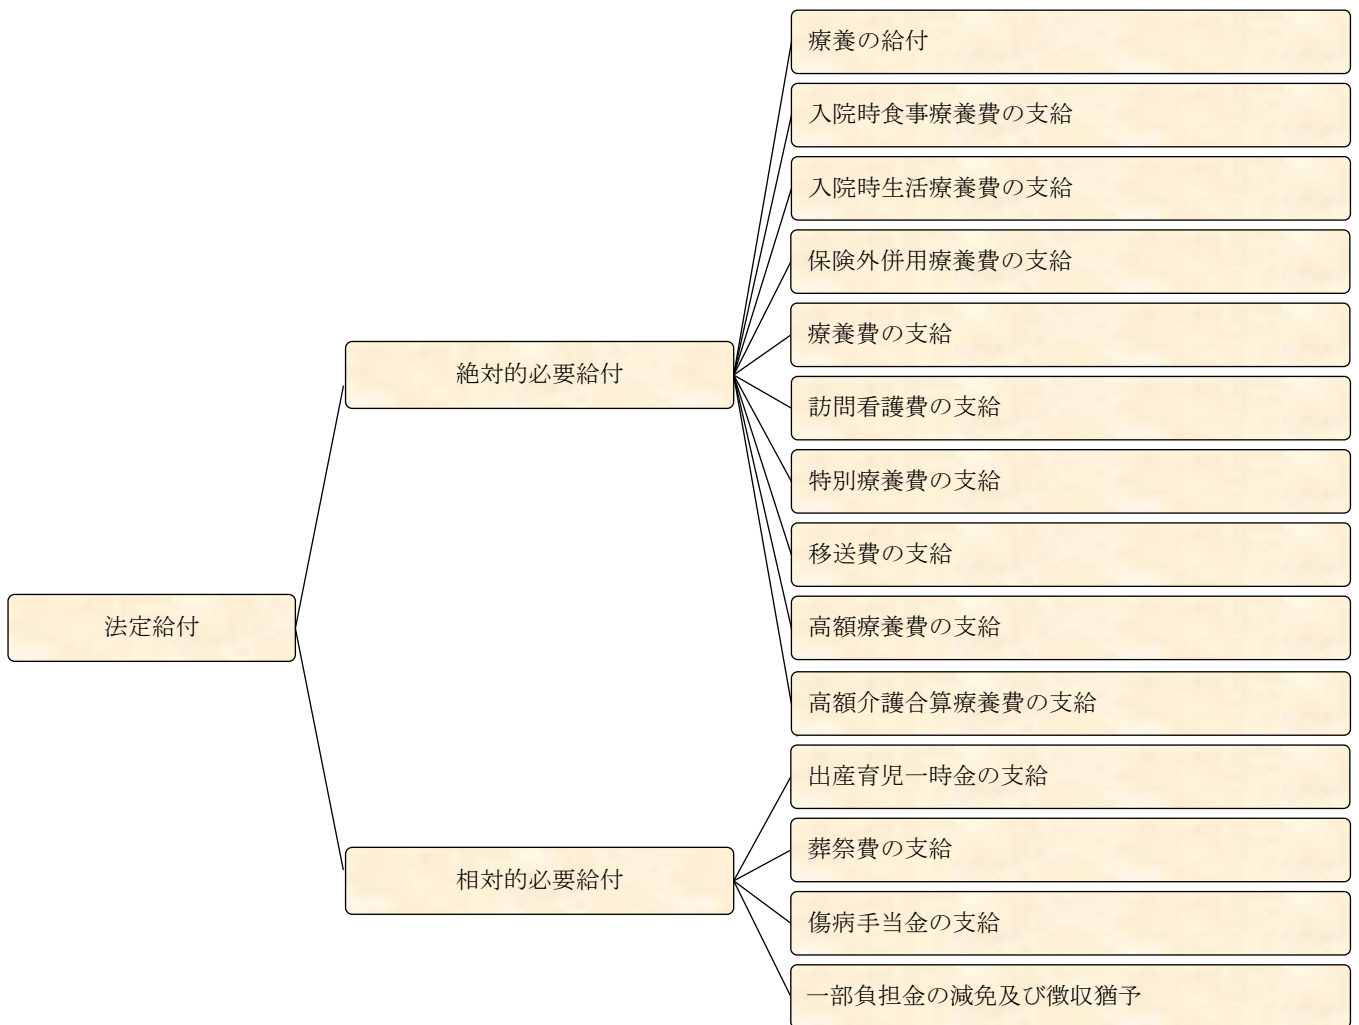 法定給付
絶対的必要給付
療養の給付
入院時食事療養費の支給
入院時生活療養費の支給
保険外併用療養費の支給
療養費の支給
訪問看護費の支給
特別療養費の支給
移送費の支給
高額療養費の支給
高額介護合算療養費の支給
相対的必要給付
出産育児一時金の支給
葬祭費の支給
傷病手当金の支給
一部負担金の減免及び徴収猶予